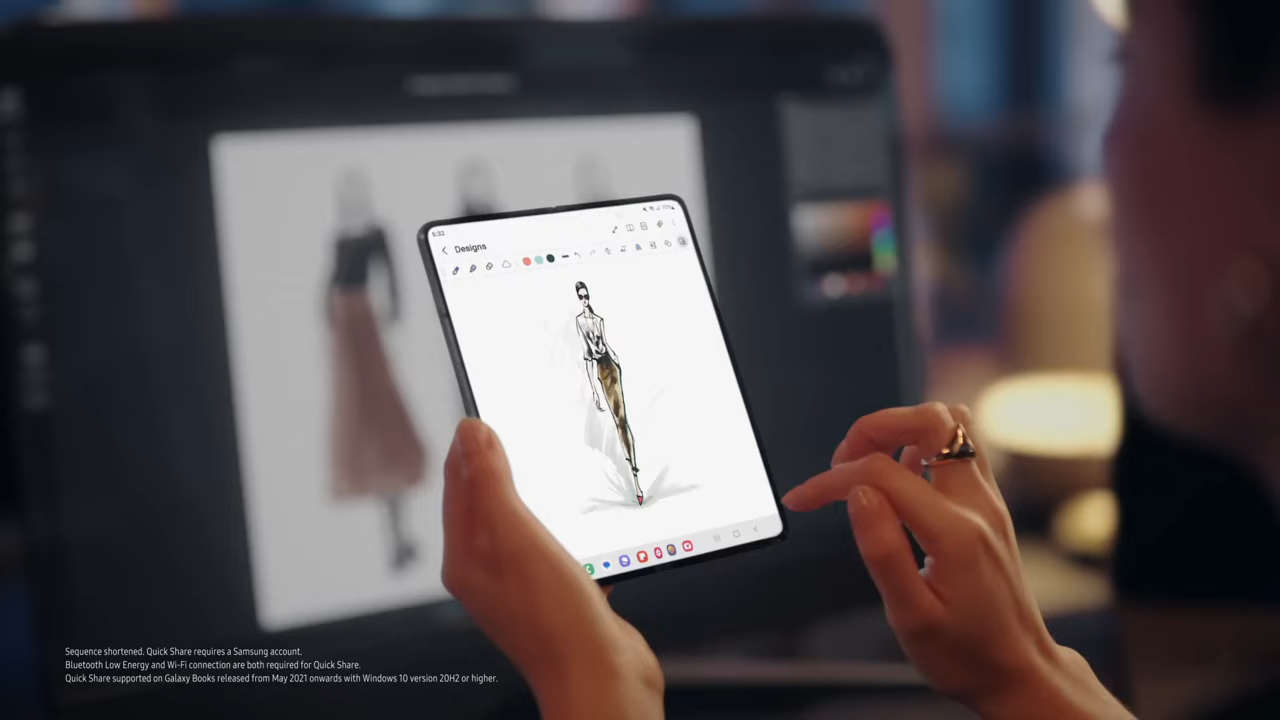 6:32
Designs
Sequence shortened. Quick Share requires a Samsung account.
Bluetooth Low Energy and Wi-Fi connection are both required for Quick Share.
Quick Share supported on Galaxy Books released from May 2021 onwards with Windows 10 version 20H2 or higher.